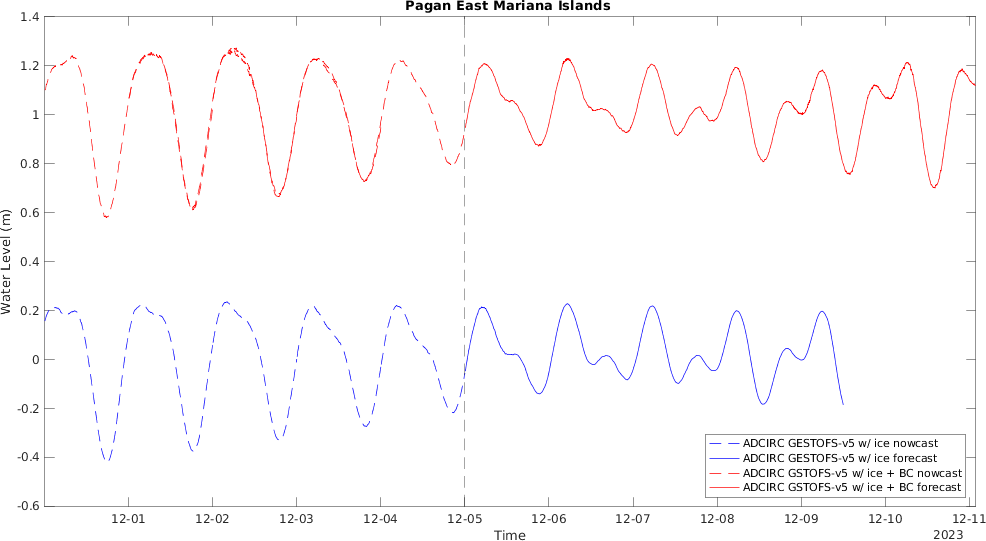 Pagan East Mariana Islands
1.4
1.2
1
0.8
0.6
0.4
0.2
0
-0.2
-0.4
-0.6
Water Level (m)
12-01 12-02 12-03 12-04 12-05 12-06 12-07 12-08 12-09 12-10 12-11
Time
2023
ADCIRC GESTOFS-v5 w/ ice nowcast
ADCIRC GESTOFS-v5 w/ ice forecast
ADCIRC GSTOFS-v5 w/ ice + BC nowcast
ADCIRC GSTOFS-v5 w/ ice + BC forecast